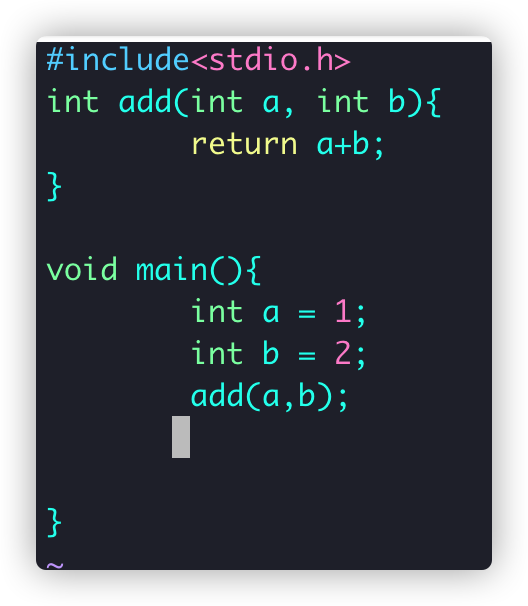 #include<stdio.h>
int add(int a, int b){
        return a+b;
}

void main(){
        int a = 1;
        int b = 2;
        add(a,b);


}
~